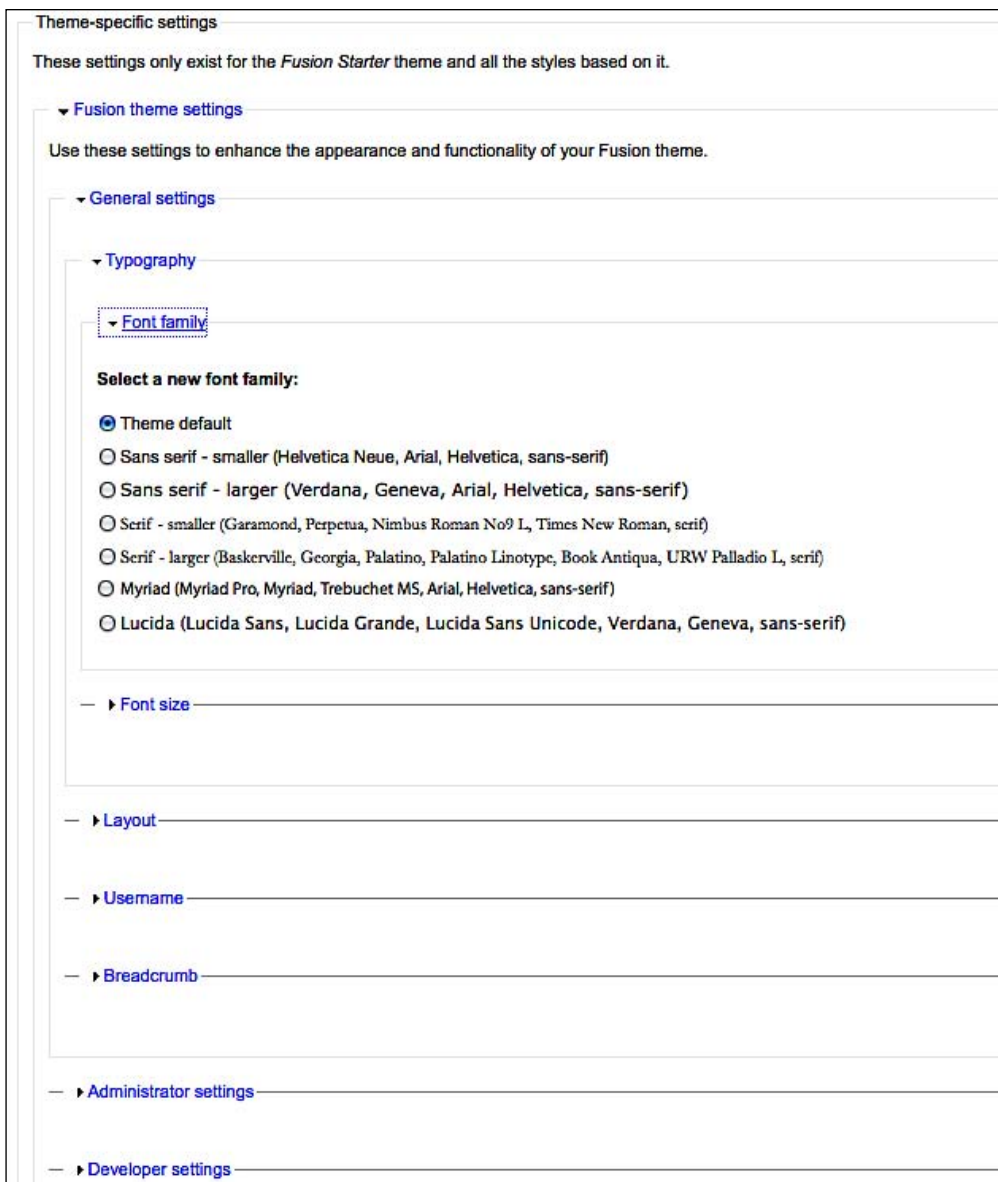 Theme-specific settings
These settings only exist for the Fusion Starter theme and all the styles based on it.
Fusion theme settings
Use these settings to enhance the appearance and functionality of your Fusion theme.
General settings
Typography
Font family
Select a new font family:
Theme default
Sans serif - smaller (Helvetica Neue, Arial, Helvetica, sans-serif)
Sans serif - larger (Verdana, Geneva, Arial, Helvetica, sans-serif)
Serif - smaller (Garamond, Perpetua, Nimbus Roman No9 L, Times New Roman, serif)
Serif - larger (Baskerville, Georgia, Palatino, Palatino Linotype, Book Antiqua, URW Palladio L, serif)
Myriad (Myriad Pro, Myriad, Trebuchet MS, Arial, Helvetica, sans-serif)
Lucida (Lucida Sans, Lucida Grande, Lucida Sans Unicode, Verdana, Geneva, sans-serif)
Font size
Layout
Username
Breadcrumb
Administrator settings
Developer settings